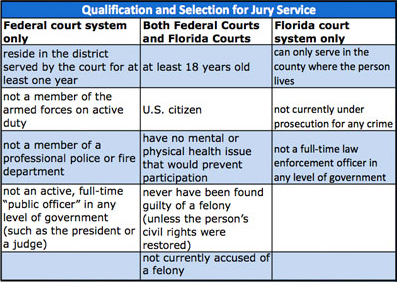 Qualification and Selection for Jury Service
Federal court system
only
Both Federal Courts
and Florida Courts
Florida court
system only
reside in the district
served by the court for at
least one year
at least 18 years old
can only serve in the
county where the person
lives
not a member of the
armed forces on active
duty
U.S. citizen
not currently under
prosecution for any crime
not a member of a
professional police or fire
department
have no mental or
physical health issue
that would prevent
participation
not a full-time law
enforcement officer in
any level of government
not an active, full-time
"public officer" in any
level of government
(such as the president or
a judge)
never have been found
guilty of a felony
(unless the person's
civil rights were
restored)
not currently accused of
a felony